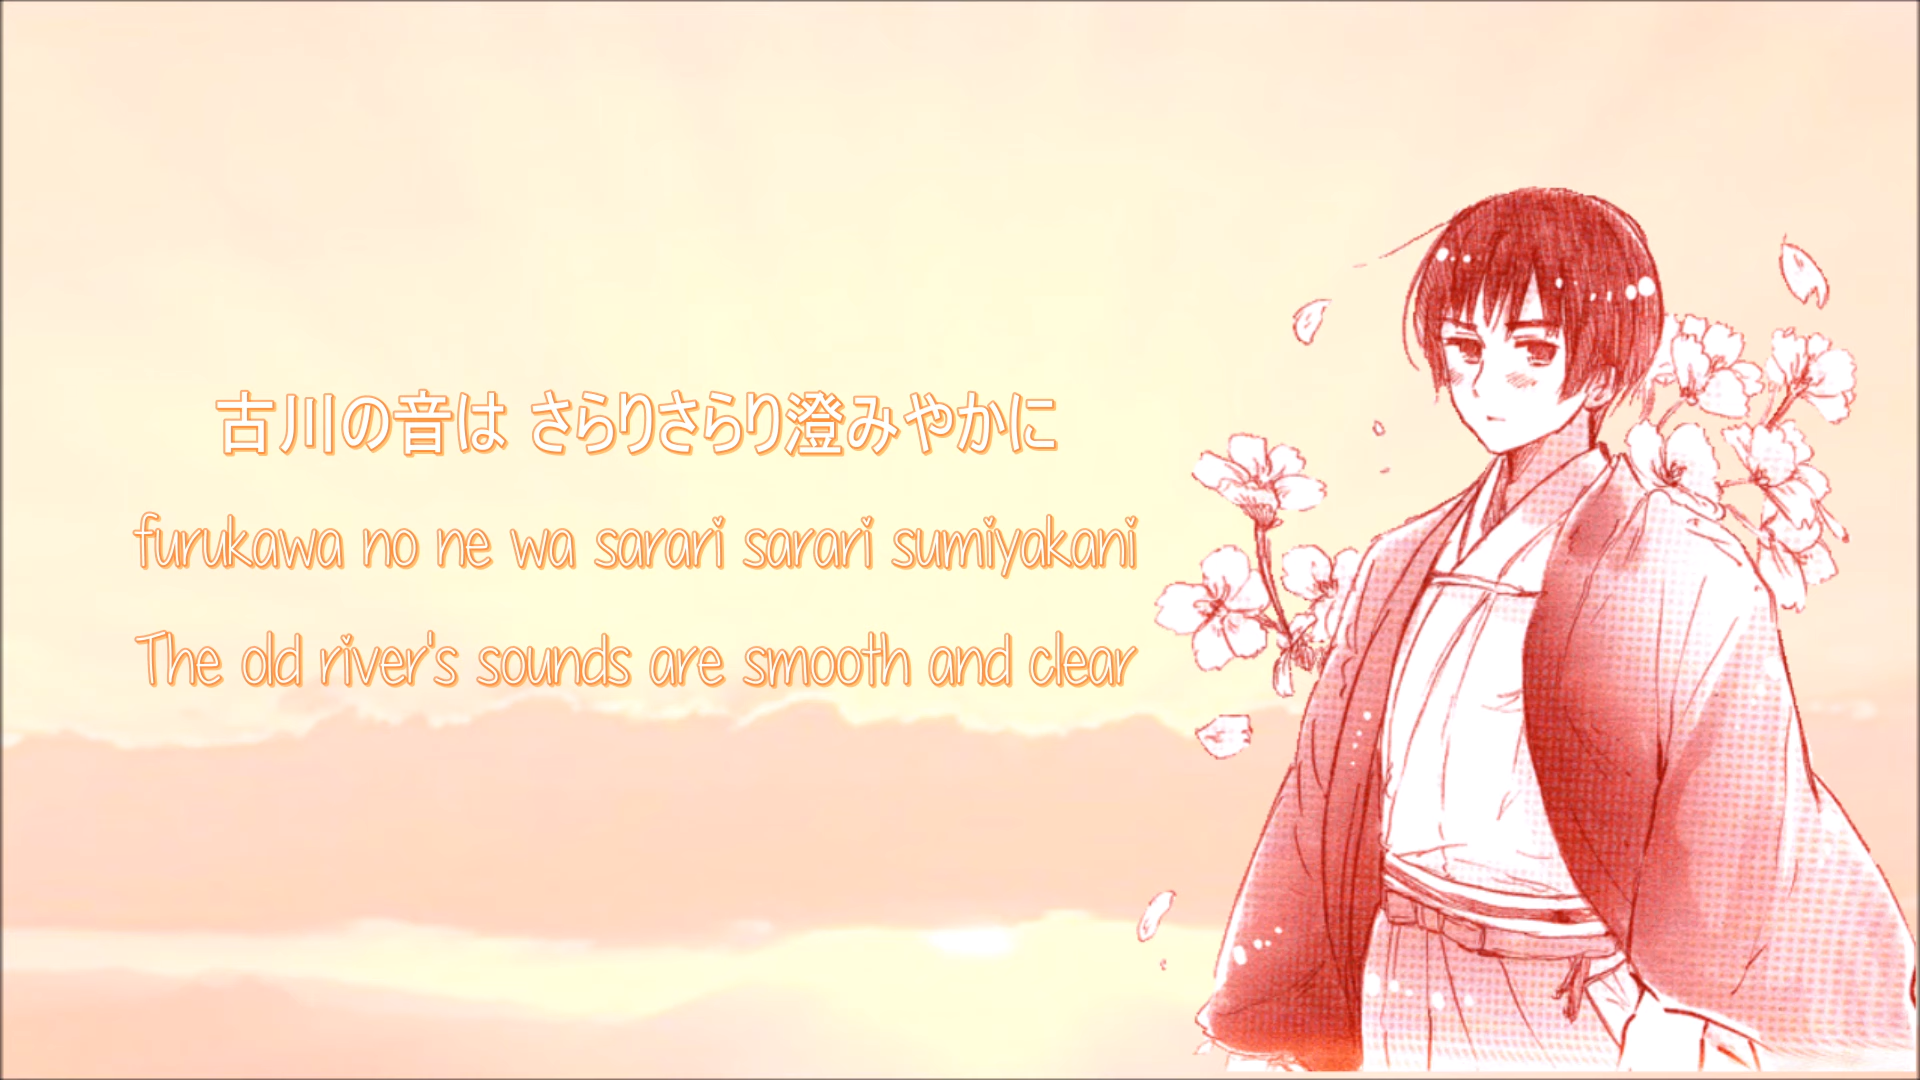 古川の音は さらりさらり澄みやかに
furukawa no ne wa sarari sarari sumiyakani
The old river's sounds are smooth and clear